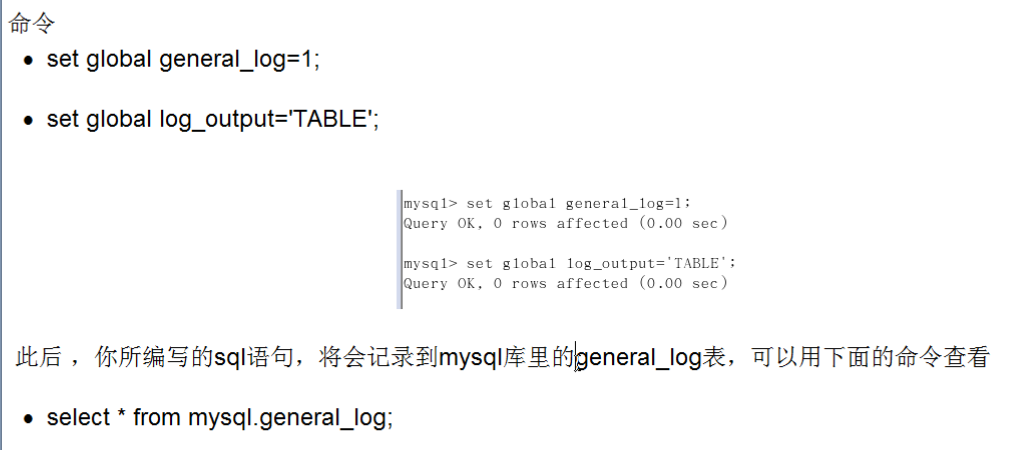 命令
• set global general_log=1;
• set global log_output='TABLE';
mysql> set global general_log=1;
Query OK, 0 rows affected (0.00 sec)
mysql> set global log_output='TABLE';
Query OK, 0 rows affected (0.00 sec)
此后 ，你所编写的sql语句，将会记录到mysql库里的general_log表，可以用下面的命令查看
• select * from mysql.general_log;